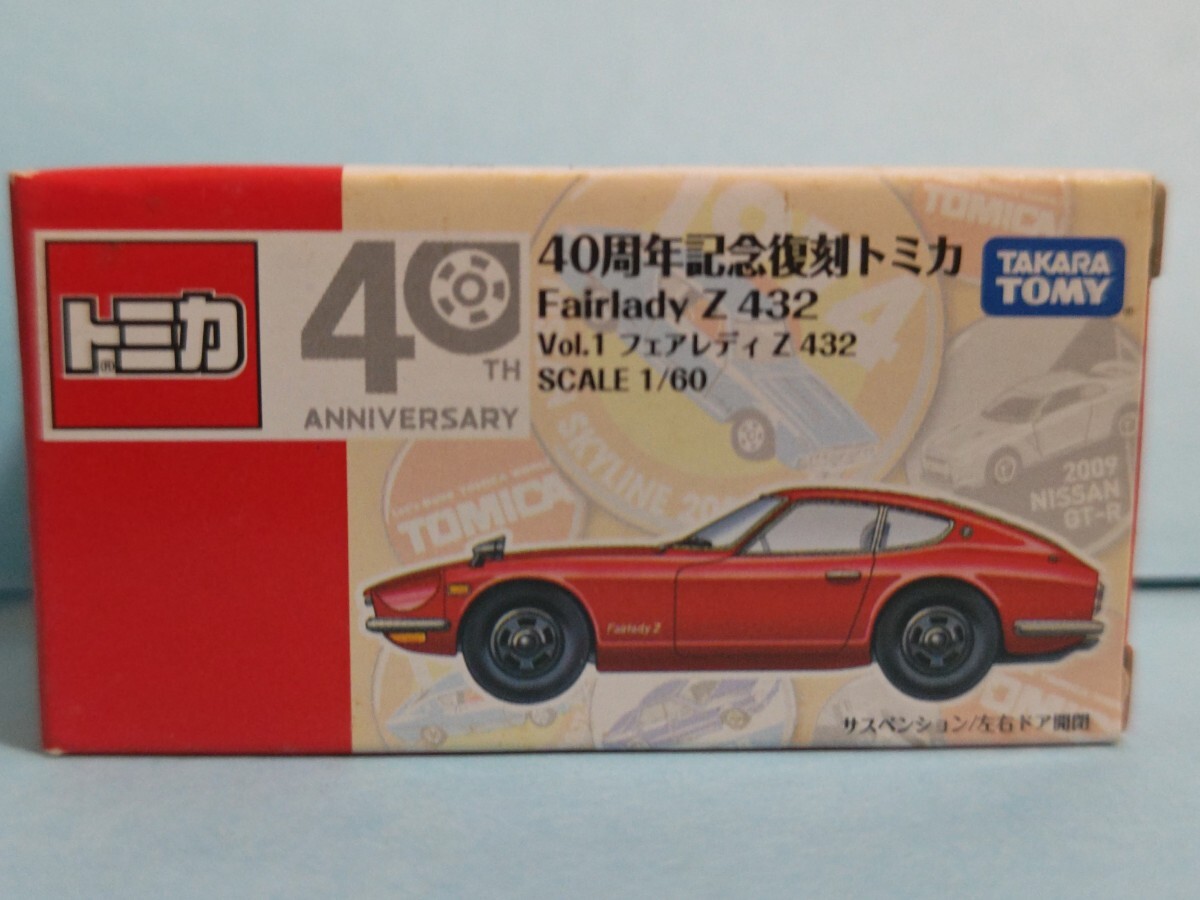 トミカ
®
40
TH
ANNIVERSARY
40周年記念復刻トミカ
Fairlady Z 432
Vol.1 フェアレディ Z 432
SCALE 1/60
TAKARA
TOMY
TOMICA
SKYLINE 20
2009
NISSAN
GT-R
TOMICA
Fairlady Z
サスペンション/左右ドア開閉